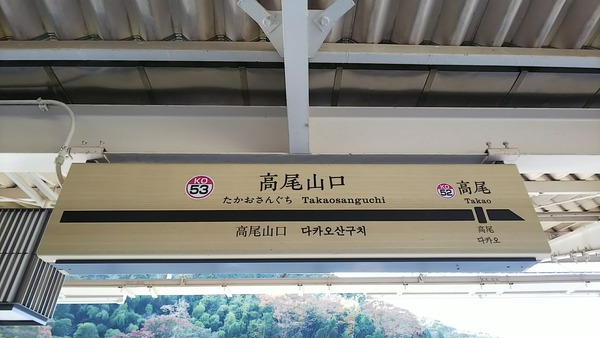 KO 53 高尾山口
たかおさんぐち Takaosanguchi
高尾山口 다카오산구치
KO 52 高尾
Takao
高尾
다카오